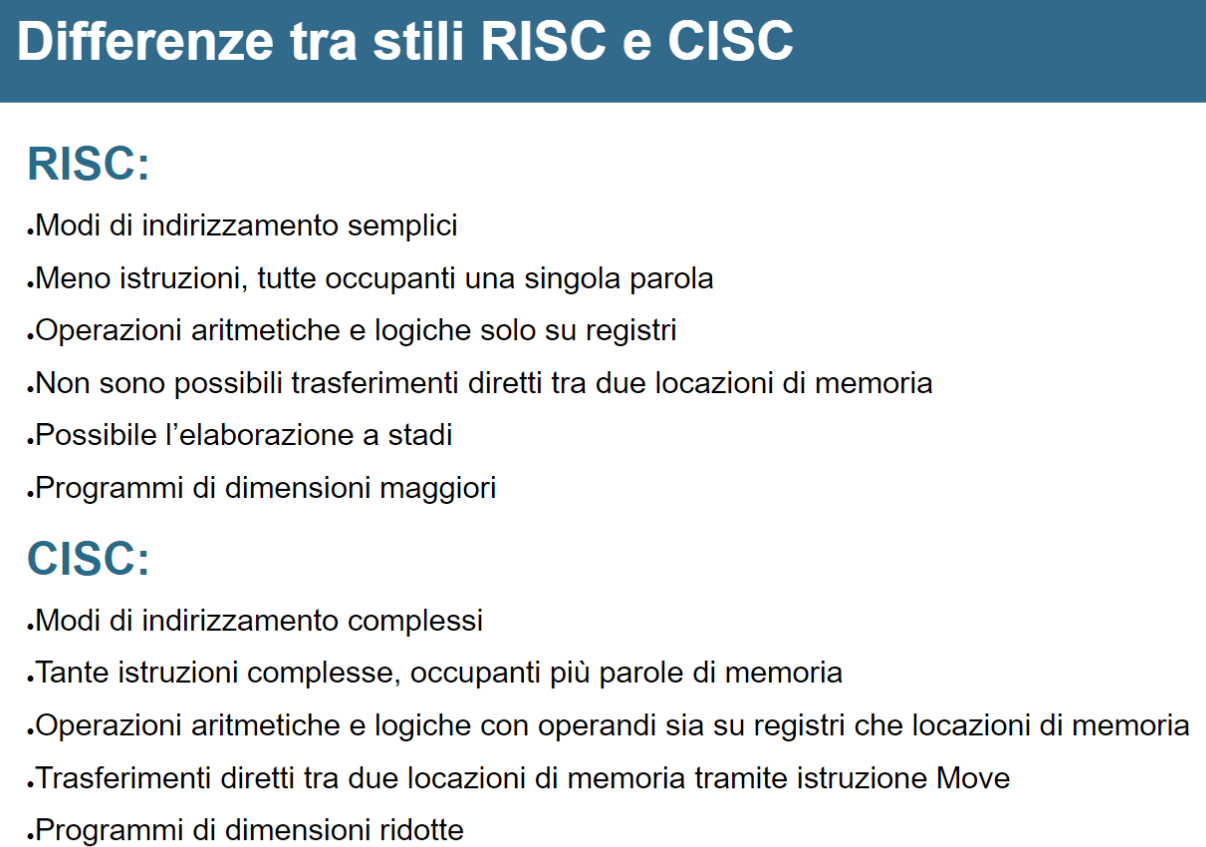 Differenze tra stili RISC e CISC
RISC:
•Modi di indirizzamento semplici
•Meno istruzioni, tutte occupanti una singola parola
•Operazioni aritmetiche e logiche solo su registri
•Non sono possibili trasferimenti diretti tra due locazioni di memoria
•Possibile l’elaborazione a stadi
•Programmi di dimensioni maggiori
CISC:
•Modi di indirizzamento complessi
•Tante istruzioni complesse, occupanti più parole di memoria
•Operazioni aritmetiche e logiche con operandi sia su registri che locazioni di memoria
•Trasferimenti diretti tra due locazioni di memoria tramite istruzione Move
•Programmi di dimensioni ridotte